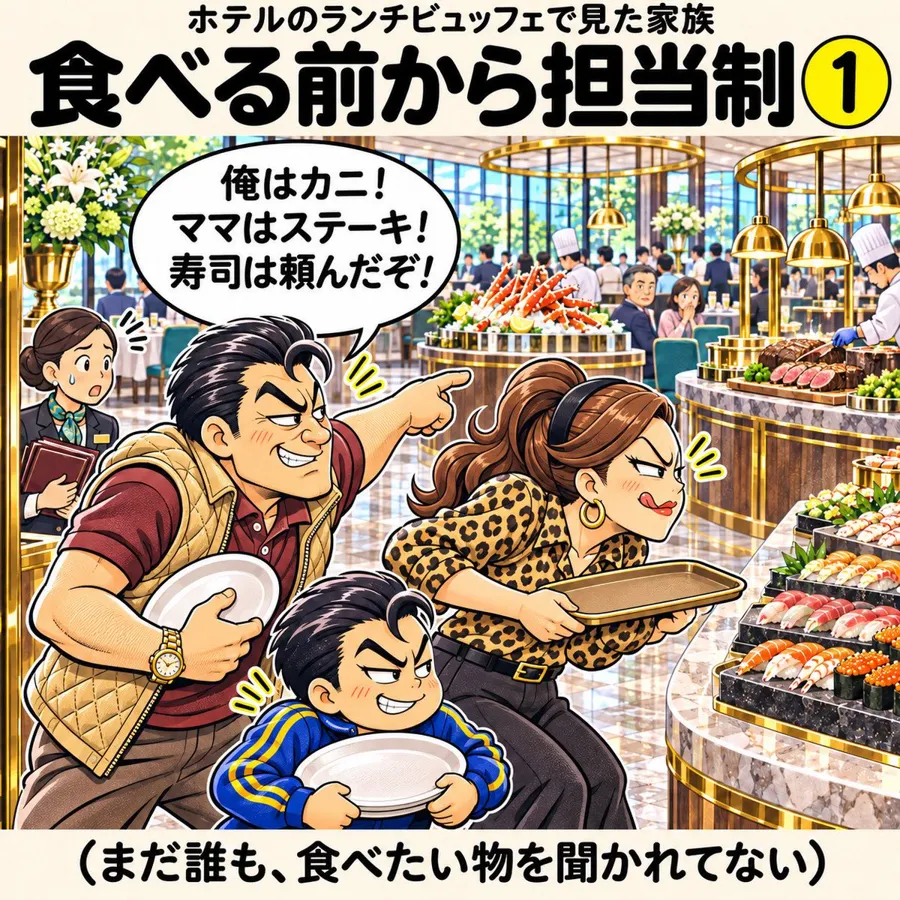 ホテルのランチビュッフェで見た家族
食べる前から担当制
1
俺はカニ！
ママはステーキ！
寿司は頼んだぞ！
（まだ誰も、食べたい物を聞かれてない）